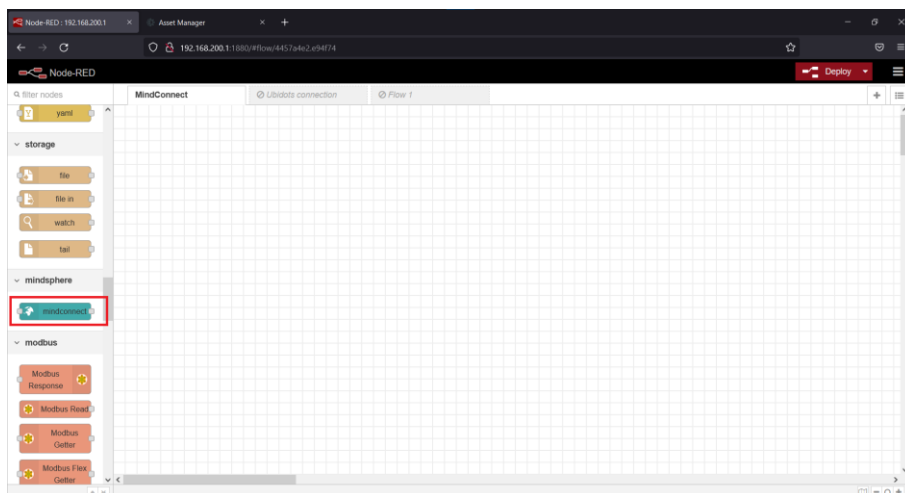 Node-RED : 192.168.200.1
Asset Manager
192.168.200.1:1880/#flow/4457a4e2.e94f74
Node-RED
Deploy
filter nodes
MindConnect
Ubidots connection
Flow 1
yaml
storage
file
file in
watch
tail
mindsphere
mindconnect
modbus
Modbus
Response
Modbus Read
Modbus
Getter
Modbus Flex
Getter